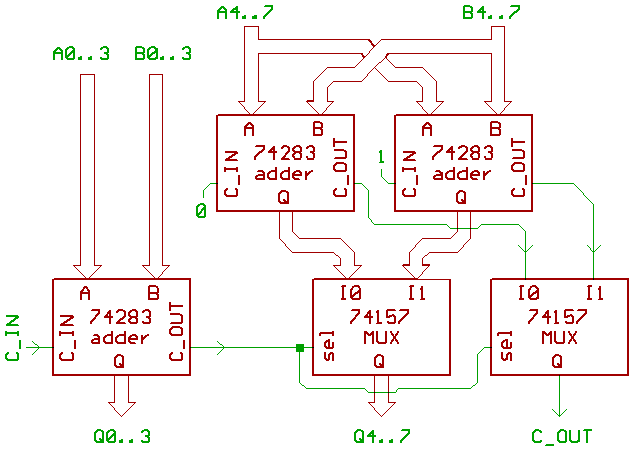 A4..7
B4..7
A0..3
B0..3
A
B
74283
adder
C_IN
C_OUT
Q
0
1
A
B
74283
adder
C_IN
C_OUT
Q
A
B
74283
adder
C_IN
C_IN
C_OUT
Q
I0
I1
74157
MUX
sel
Q
I0
I1
74157
MUX
sel
Q
Q0..3
Q4..7
C_OUT